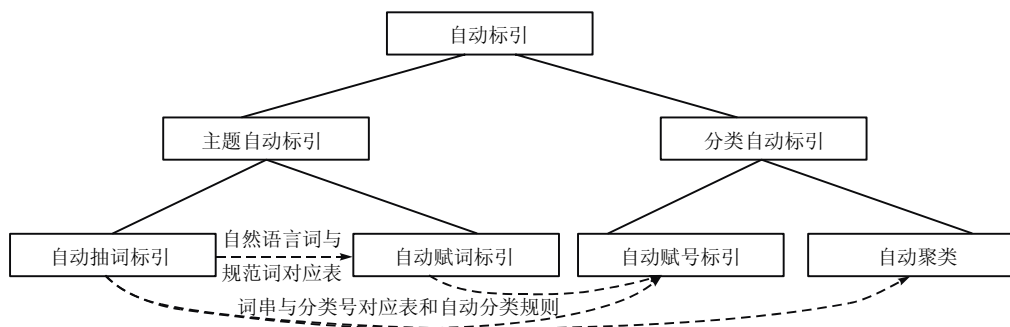 自动标引
主题自动标引
分类自动标引
自动抽词标引
自然语言词与
规范词对应表
自动赋词标引
自动赋号标引
自动聚类
词串与分类号对应表和自动分类规则